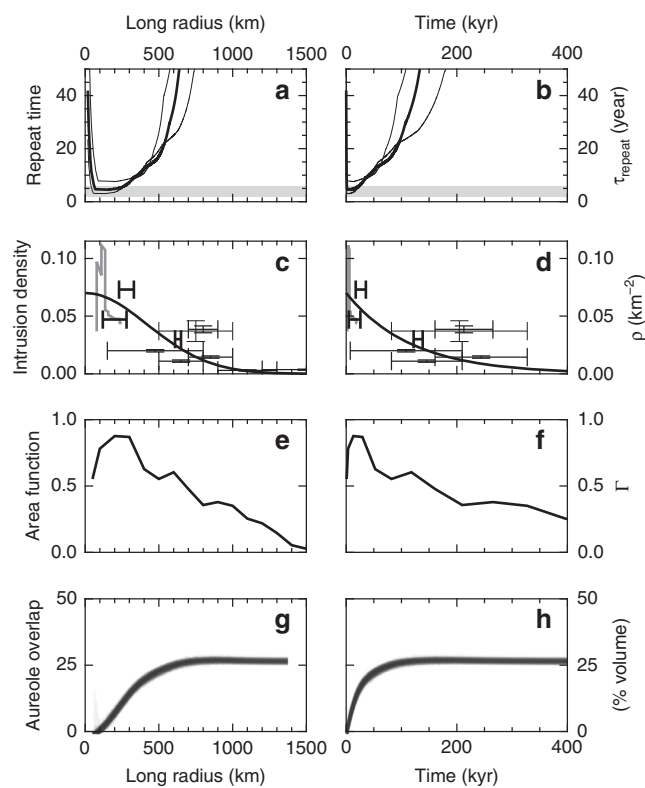 Long radius (km)
Time (kyr)
0 500 1000 1500
0 200 400
Repeat time
40
20
0
a
b
40
20
0
τrepeat (year)
Intrusion density
0.10
0.05
0.00
c
d
0.10
0.05
0.00
ρ (km−2)
Area function
1.0
0.5
0.0
e
f
1.0
0.5
0.0
Γ
Aureole overlap
50
25
0
g
h
50
25
0
(% volume)
0 500 1000 1500
0 200 400
Long radius (km)
Time (kyr)